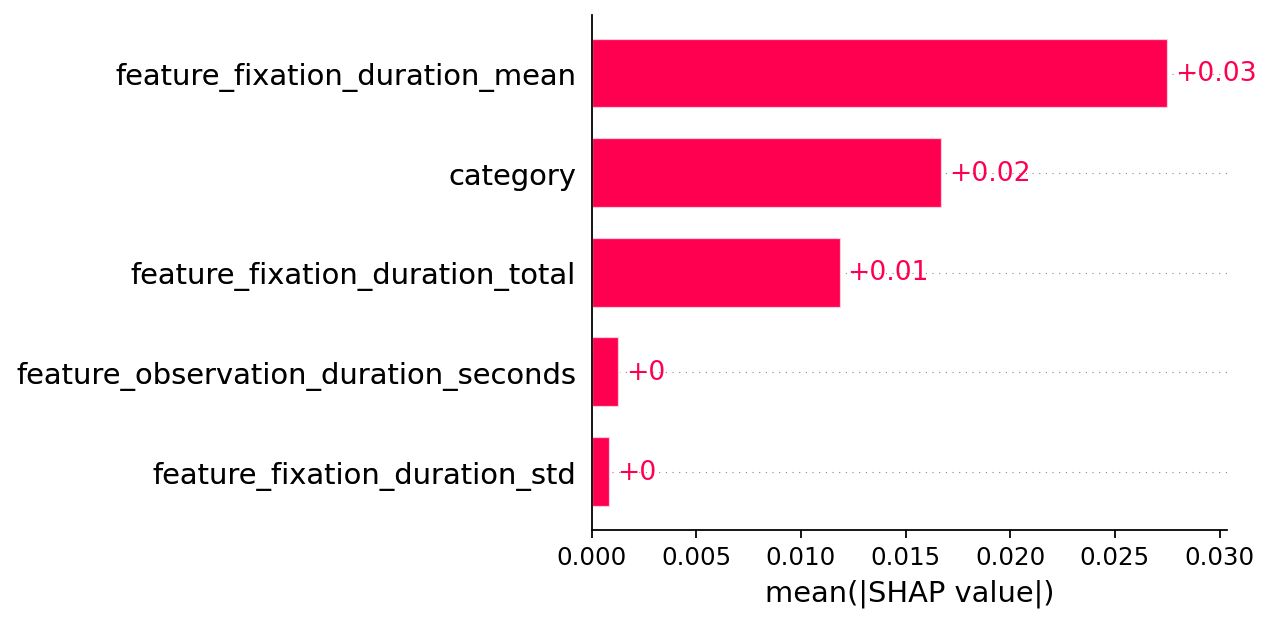 feature_fixation_duration_mean +0.03
category +0.02
feature_fixation_duration_total +0.01
feature_observation_duration_seconds +0
feature_fixation_duration_std +0
0.000 0.005 0.010 0.015 0.020 0.025 0.030
mean(|SHAP value|)